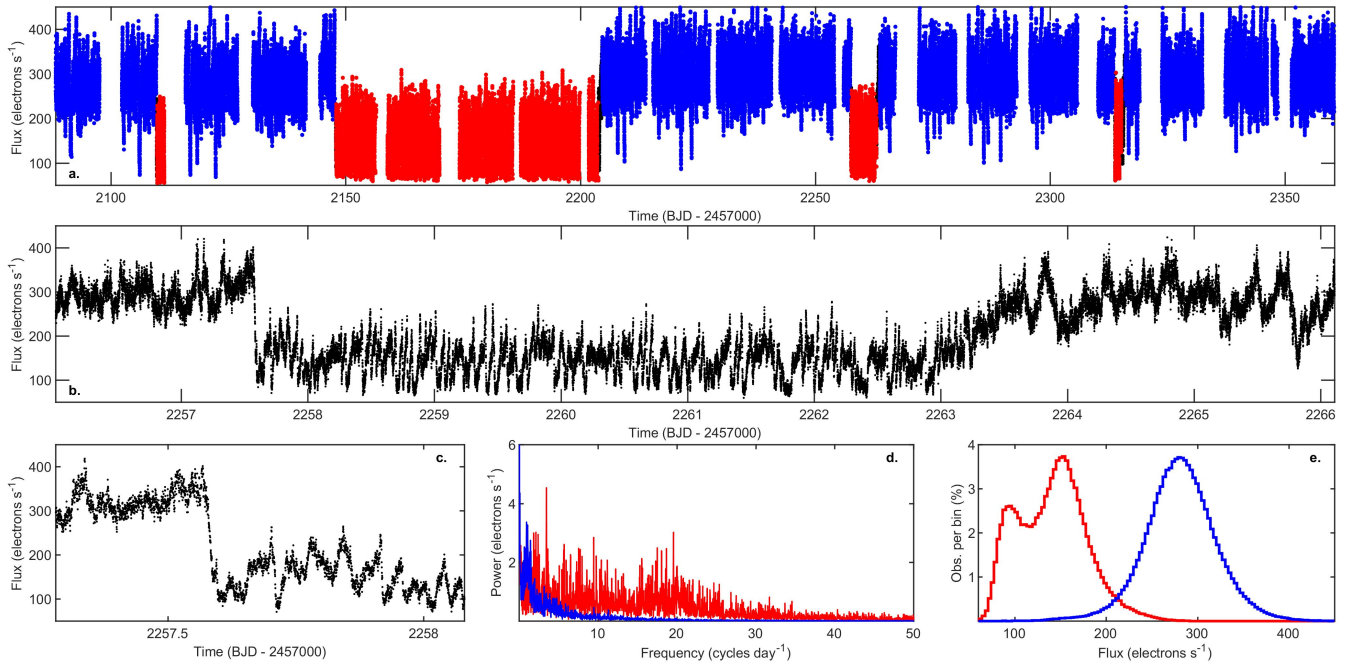 400
300
200
100
Flux (electrons s⁻¹)
a.
2100 2150 2200 2250 2300 2350
Time (BJD - 2457000)
400
300
200
100
Flux (electrons s⁻¹)
b.
2257 2258 2259 2260 2261 2262 2263 2264 2265 2266
Time (BJD - 2457000)
400
300
200
100
Flux (electrons s⁻¹)
c.
2257.5 2258
Time (BJD - 2457000)
6
4
2
Power (electrons s⁻¹)
d.
10 20 30 40 50
Frequency (cycles day⁻¹)
4
3
2
1
Obs. per bin (%)
e.
100 200 300 400
Flux (electrons s⁻¹)